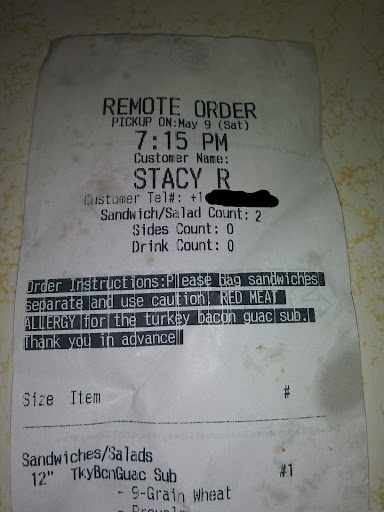 REMOTE ORDER
PICKUP ON:May 9 (Sat)
7:15 PM
Customer Name:
STACY R
Customer Tel#: +1
Sandwich/Salad Count: 2
Sides Count: 0
Drink Count: 0
Order Instructions:Please bag sandwiches
separate and use caution, RED MEAT
ALLERGY for the turkey bacon guac sub.
Thank you in advance
Size Item #
Sandwiches/Salads
12" TkyBcnGuac Sub #1
- 9-Grain Wheat